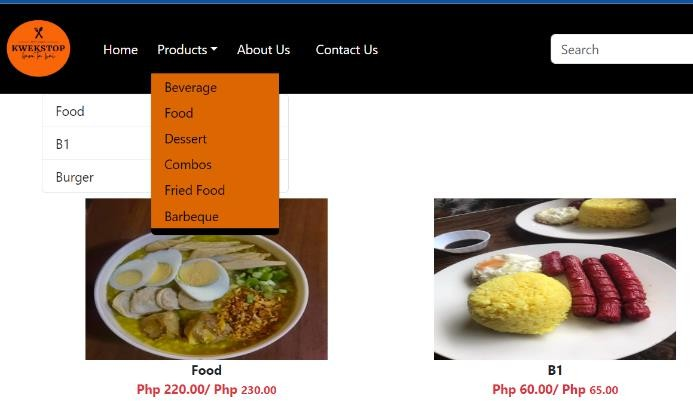 KWEKSTOP
Home
Products
About Us
Contact Us
Search
Beverage
Food
Dessert
Combos
Fried Food
Barbeque
Food
B1
Burger
Food
Php 220.00/ Php 230.00
B1
Php 60.00/ Php 65.00